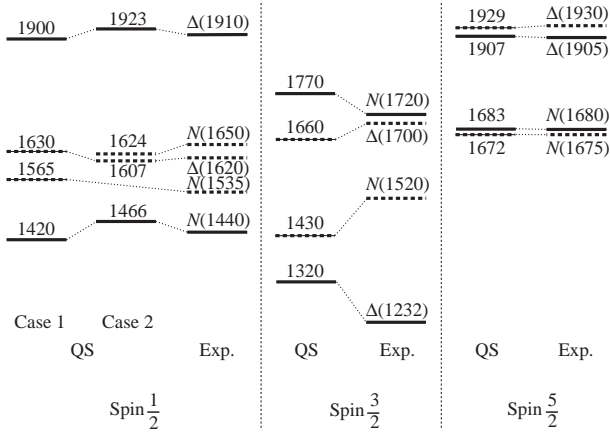 1900
1923
Δ(1910)
1630
1624
N(1650)
1565
1607
Δ(1620)
N(1535)
1420
1466
N(1440)
Case 1
Case 2
QS
Exp.
Spin 1/2
1770
N(1720)
1660
Δ(1700)
N(1520)
1430
1320
Δ(1232)
QS
Exp.
Spin 3/2
1929
Δ(1930)
1907
Δ(1905)
1683
N(1680)
1672
N(1675)
QS
Exp.
Spin 5/2